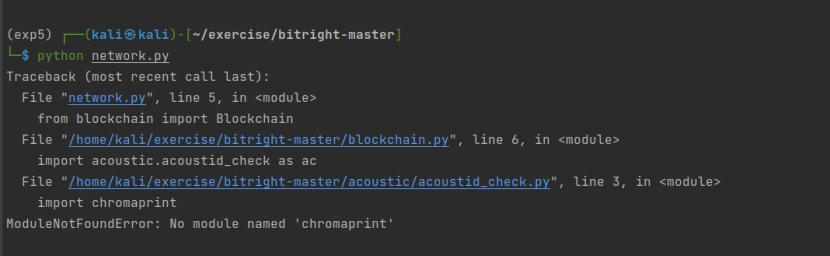 (exp5) ┌──(kali㉿kali)-[~/exercise/bitright-master]
└─$ python network.py
Traceback (most recent call last):
  File "network.py", line 5, in <module>
    from blockchain import Blockchain
  File "/home/kali/exercise/bitright-master/blockchain.py", line 6, in <module>
    import acoustic.acoustid_check as ac
  File "/home/kali/exercise/bitright-master/acoustic/acoustid_check.py", line 3, in <module>
    import chromaprint
ModuleNotFoundError: No module named 'chromaprint'